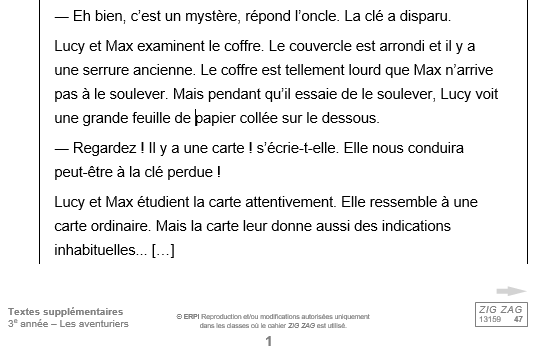 — Eh bien, c'est un mystère, répond l'oncle. La clé a disparu.
Lucy et Max examinent le coffre. Le couvercle est arrondi et il y a
une serrure ancienne. Le coffre est tellement lourd que Max n'arrive
pas à le soulever. Mais pendant qu'il essaie de le soulever, Lucy voit
une grande feuille de papier collée sur le dessous.
— Regardez ! Il y a une carte ! s'écrie-t-elle. Elle nous conduira
peut-être à la clé perdue !
Lucy et Max étudient la carte attentivement. Elle ressemble à une
carte ordinaire. Mais la carte leur donne aussi des indications
inhabituelles... […]
Textes supplémentaires
3e année – Les aventuriers
© ERPI Reproduction et/ou modifications autorisées uniquement
dans les classes où le cahier ZIG ZAG est utilisé.
ZIG ZAG
13159 47
1